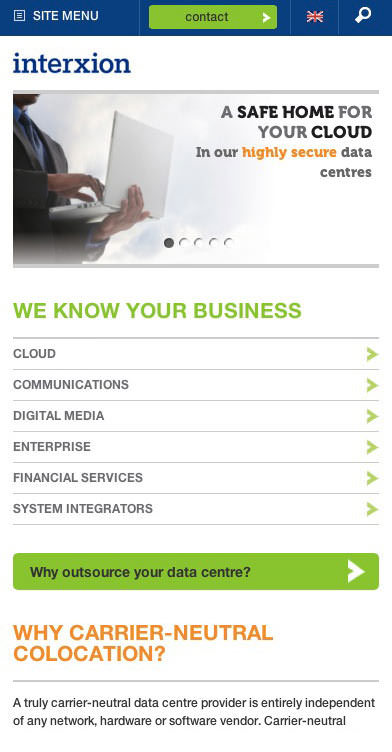 SITE MENU
contact
interxion
A SAFE HOME FOR
YOUR CLOUD
In our highly secure data
centres
WE KNOW YOUR BUSINESS
CLOUD
COMMUNICATIONS
DIGITAL MEDIA
ENTERPRISE
FINANCIAL SERVICES
SYSTEM INTEGRATORS
Why outsource your data centre?
WHY CARRIER-NEUTRAL
COLOCATION?
A truly carrier-neutral data centre provider is entirely independent
of any network, hardware or software vendor. Carrier-neutral